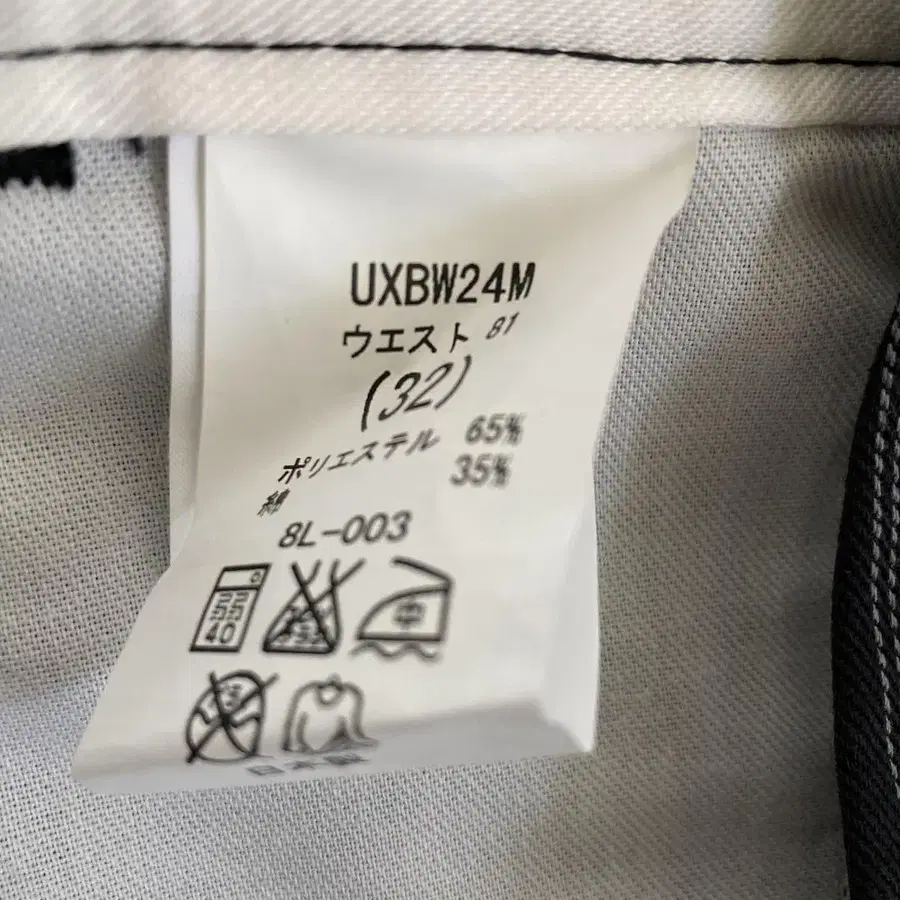 UXBW24M
ウエスト 81
(32)
ポリエステル 65%
綿 35%
8L-003
40
中
日本製